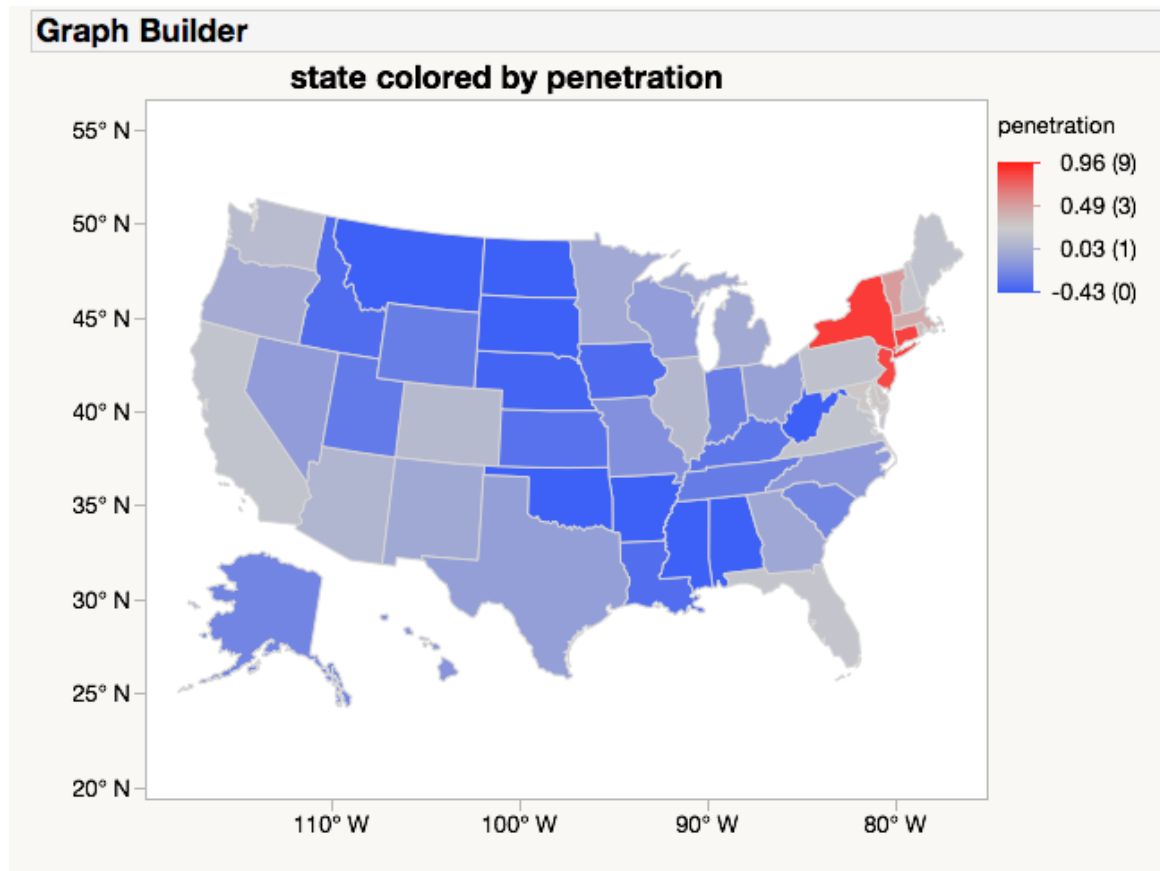 Graph Builder
state colored by penetration
penetration
0.96 (9)
0.49 (3)
0.03 (1)
-0.43 (0)
55° N
50° N
45° N
40° N
35° N
30° N
25° N
20° N
110° W
100° W
90° W
80° W